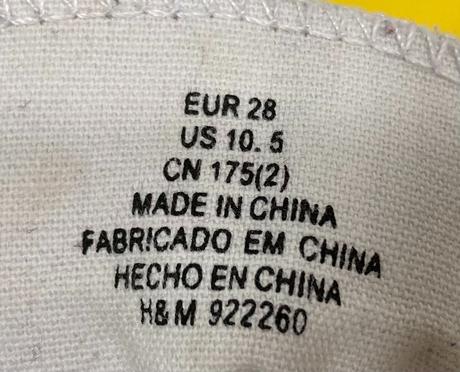 EUR 28
US 10.5
CN 175(2)
MADE IN CHINA
FABRICADO EM CHINA
HECHO EN CHINA
H&M 922260